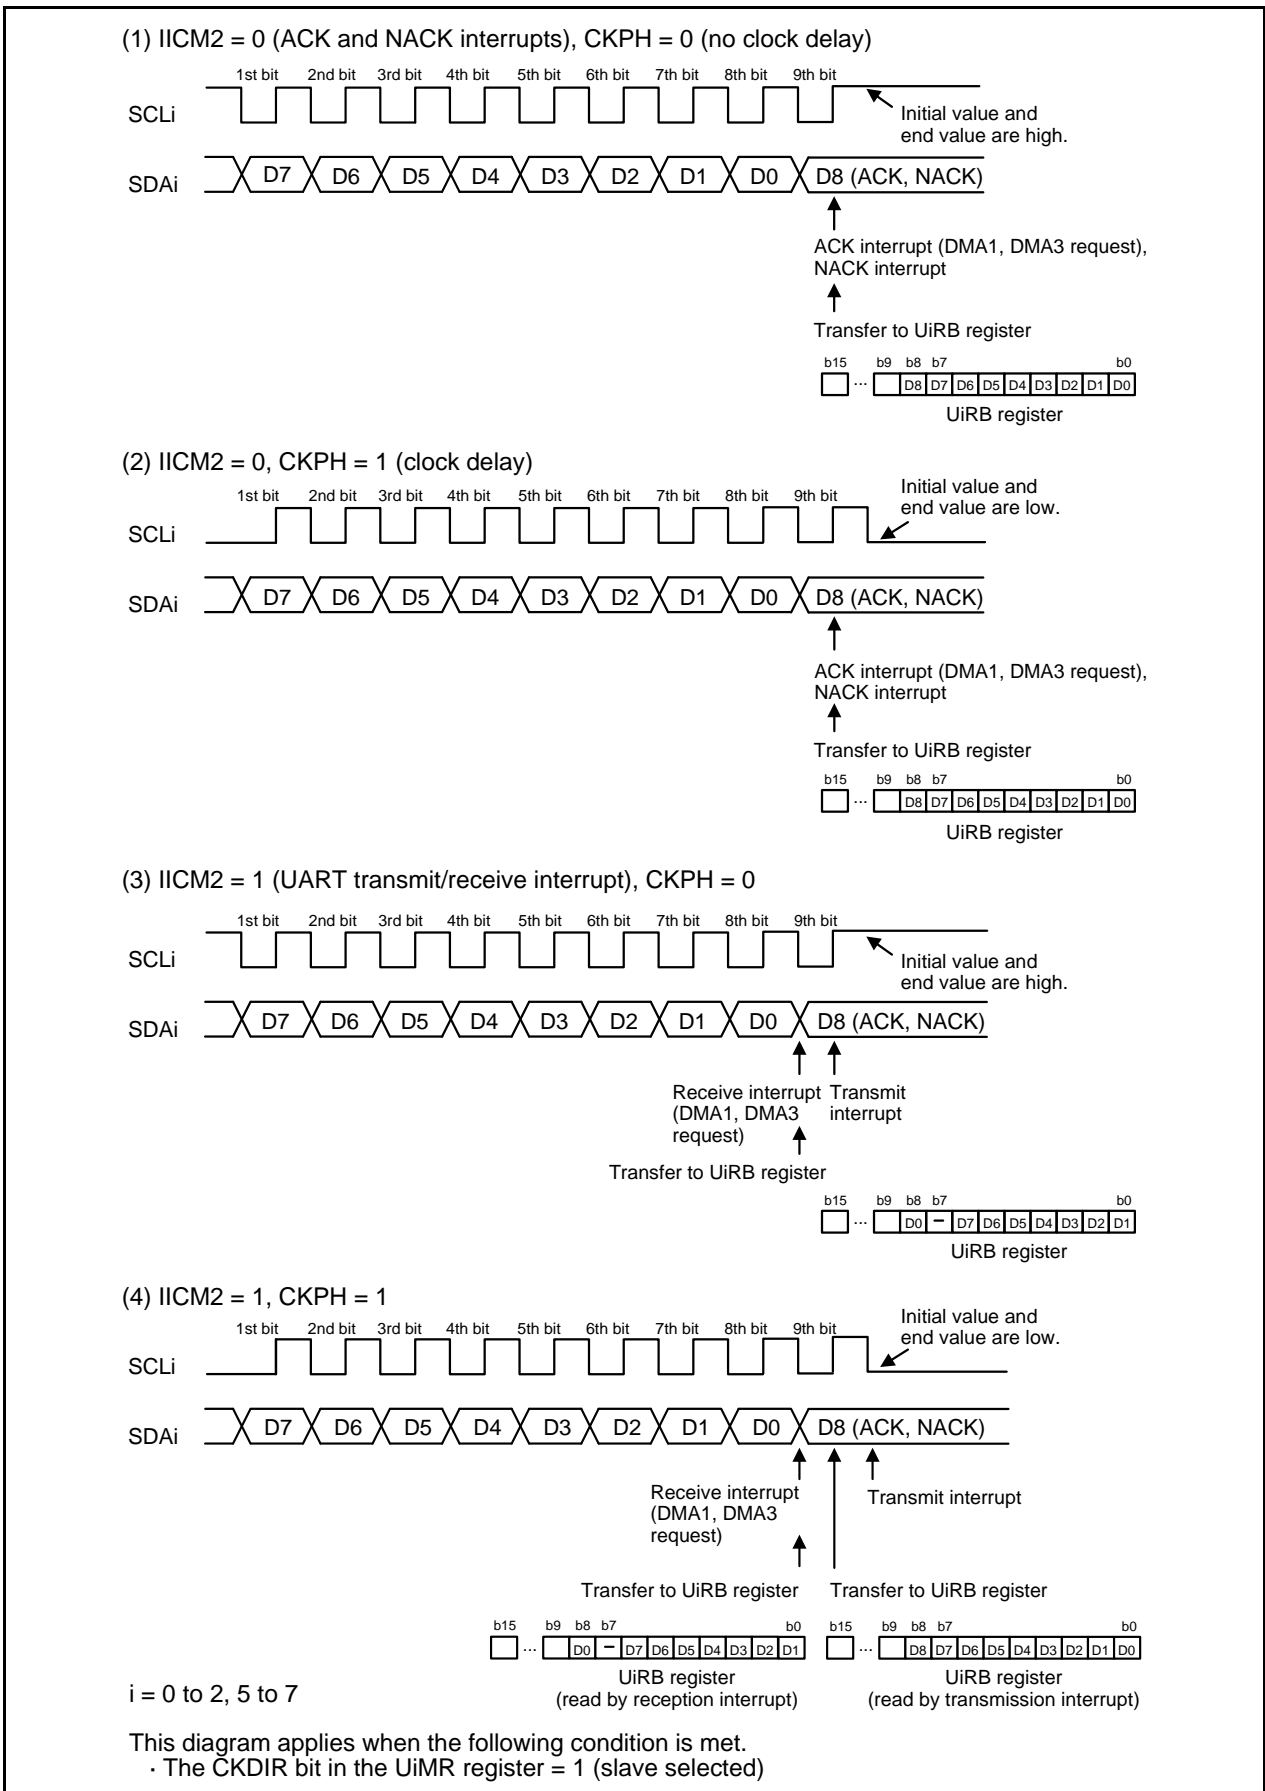 (1) IICM2 = 0 (ACK and NACK interrupts), CKPH = 0 (no clock delay)
1st bit 2nd bit 3rd bit 4th bit 5th bit 6th bit 7th bit 8th bit 9th bit
SCLi
Initial value and
end value are high.
SDAi D7 D6 D5 D4 D3 D2 D1 D0 D8 (ACK, NACK)
ACK interrupt (DMA1, DMA3 request),
NACK interrupt
Transfer to UiRB register
b15 b9 b8 b7 b0
... D8 D7 D6 D5 D4 D3 D2 D1 D0
UiRB register
(2) IICM2 = 0, CKPH = 1 (clock delay)
Initial value and
end value are low.
1st bit 2nd bit 3rd bit 4th bit 5th bit 6th bit 7th bit 8th bit 9th bit
SCLi
SDAi D7 D6 D5 D4 D3 D2 D1 D0 D8 (ACK, NACK)
ACK interrupt (DMA1, DMA3 request),
NACK interrupt
Transfer to UiRB register
b15 b9 b8 b7 b0
... D8 D7 D6 D5 D4 D3 D2 D1 D0
UiRB register
(3) IICM2 = 1 (UART transmit/receive interrupt), CKPH = 0
1st bit 2nd bit 3rd bit 4th bit 5th bit 6th bit 7th bit 8th bit 9th bit
SCLi
Initial value and
end value are high.
SDAi D7 D6 D5 D4 D3 D2 D1 D0 D8 (ACK, NACK)
Receive interrupt
(DMA1, DMA3
request)
Transmit
interrupt
Transfer to UiRB register
b15 b9 b8 b7 b0
... D0 – D7 D6 D5 D4 D3 D2 D1
UiRB register
(4) IICM2 = 1, CKPH = 1
Initial value and
end value are low.
1st bit 2nd bit 3rd bit 4th bit 5th bit 6th bit 7th bit 8th bit 9th bit
SCLi
SDAi D7 D6 D5 D4 D3 D2 D1 D0 D8 (ACK, NACK)
Receive interrupt
(DMA1, DMA3
request)
Transmit interrupt
Transfer to UiRB register
Transfer to UiRB register
b15 b9 b8 b7 b0
... D0 – D7 D6 D5 D4 D3 D2 D1
UiRB register
(read by reception interrupt)
b15 b9 b8 b7 b0
... D8 D7 D6 D5 D4 D3 D2 D1 D0
UiRB register
(read by transmission interrupt)
i = 0 to 2, 5 to 7
This diagram applies when the following condition is met.
· The CKDIR bit in the UiMR register = 1 (slave selected)